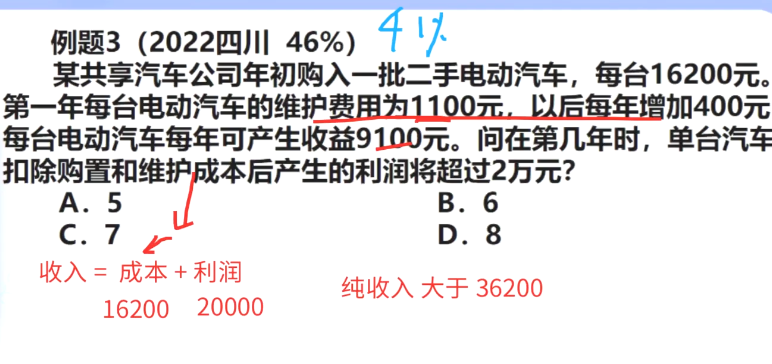 例题3（2022四川 46%） 41%
某共享汽车公司年初购入一批二手电动汽车，每台16200元。
第一年每台电动汽车的维护费用为1100元，以后每年增加400元
每台电动汽车每年可产生收益9100元。问在第几年时，单台汽车
扣除购置和维护成本后产生的利润将超过2万元？
A. 5 B. 6
C. 7 D. 8
收入 = 成本 + 利润
16200 20000
纯收入 大于 36200